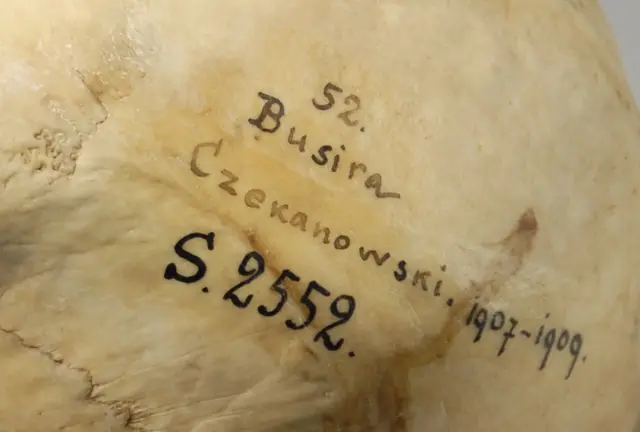 52.
Busira
Czekanowski. 1907-1909.
S. 2552.